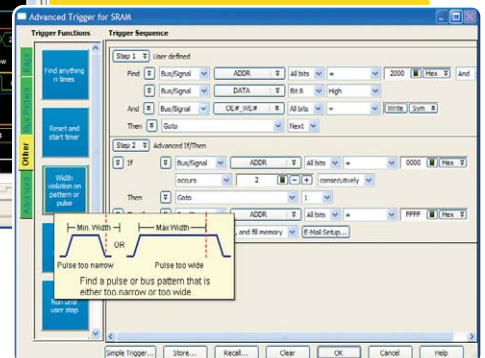 Advanced Trigger for SRAM
Trigger Functions
Trigger Sequence
Edge
Bus Pattern
Other
Advanced
Find anything n times
Reset and start timer
Width violation on pattern or pulse
Run until user stop
Step 1 User defined
Find Bus/Signal ADDR All bits = 2000 Hex And
Bus/Signal DATA Bit 8 High
And Bus/Signal OE#_WE# All bits = Write Sym
Then Goto Next
Step 2 Advanced If/Then
If Bus/Signal ADDR All bits = 0000 Hex
occurs 2 - + consecutively
Then Goto 1
ADDR All bits = FFFF Hex
and fill memory E-Mail Setup...
Min. Width
OR
Max Width
Pulse too narrow
Pulse too wide
Find a pulse or bus pattern that is
either too narrow or too wide.
Simple Trigger... Store... Recall... Clear OK Cancel Help